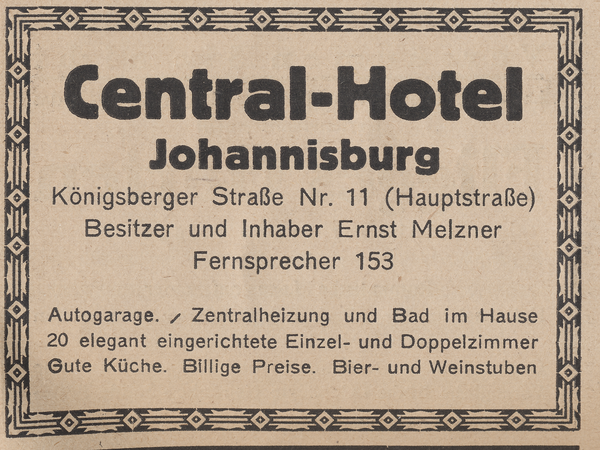 Central-Hotel
Johannisburg
Königsberger Straße Nr. 11 (Hauptstraße)
Besitzer und Inhaber Ernst Melzner
Fernsprecher 153
Autogarage. / Zentralheizung und Bad im Hause
20 elegant eingerichtete Einzel- und Doppelzimmer
Gute Küche. Billige Preise. Bier- und Weinstuben